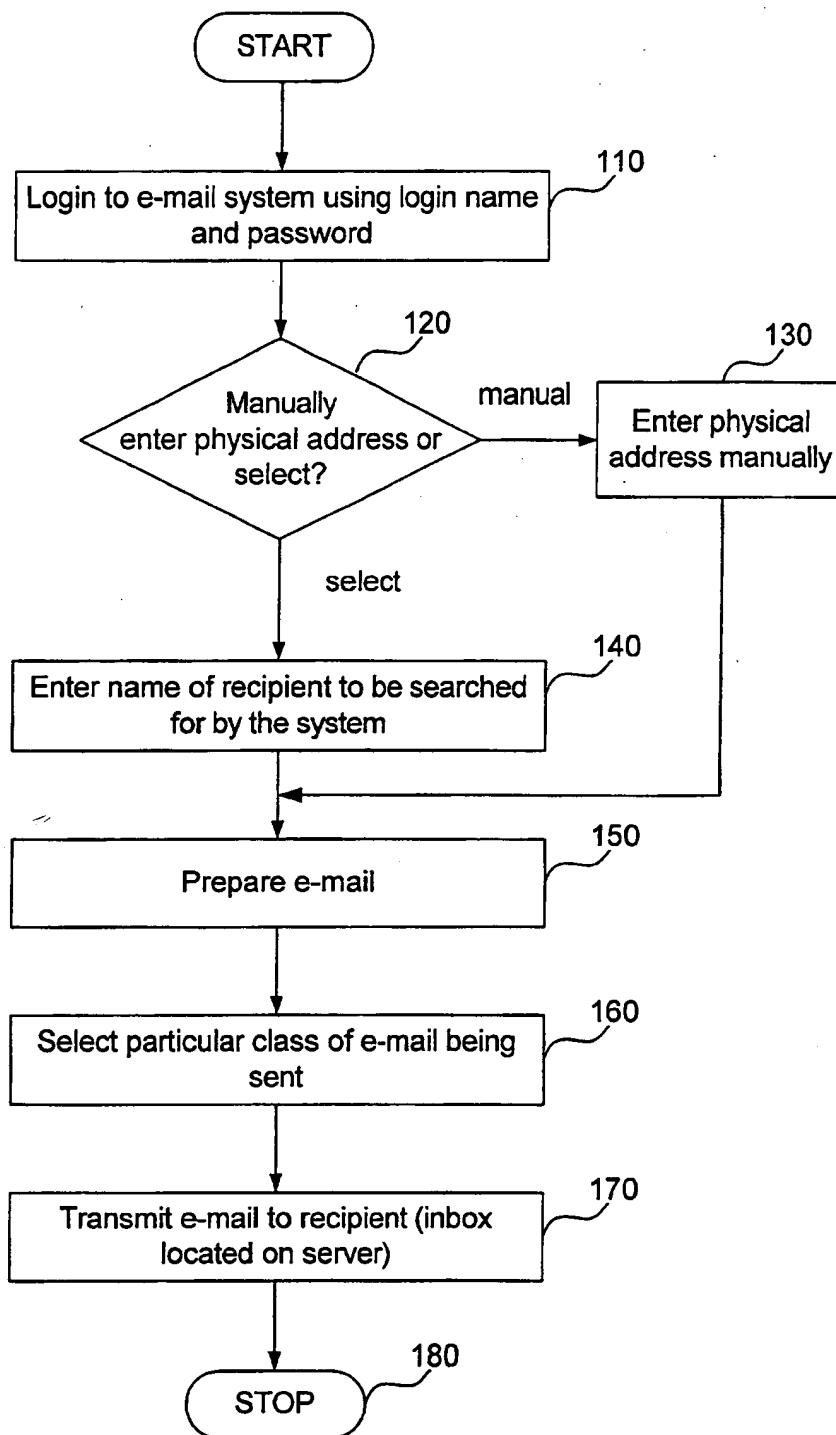 START
110
Login to e-mail system using login name
and password
120
130
Manually
enter physical address or
select?
manual
Enter physical
address manually
select
140
Enter name of recipient to be searched
for by the system
150
Prepare e-mail
160
Select particular class of e-mail being
sent
170
Transmit e-mail to recipient (inbox
located on server)
180
STOP